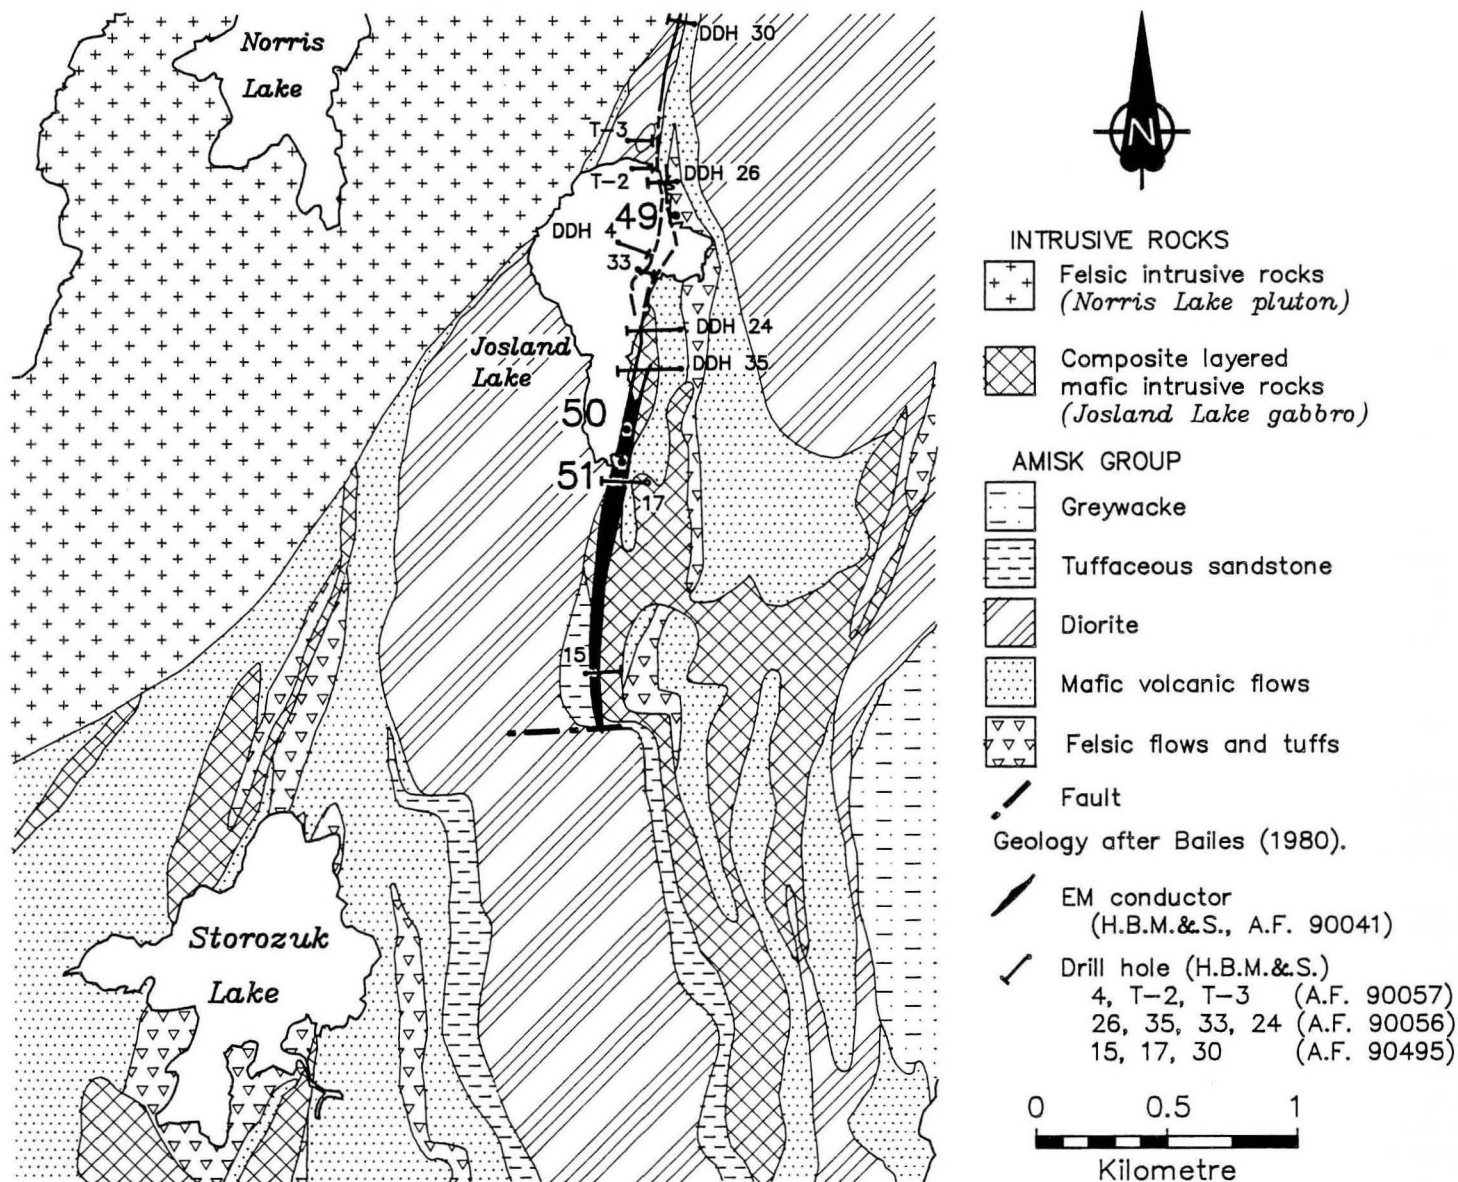 Norris
Lake
DDH 30
T-3
T-2
DDH 26
49
DDH 4
33
DDH 24
Josland
Lake
DDH 35
50
51
17
15
Storozuk
Lake
N
INTRUSIVE ROCKS
Felsic intrusive rocks
(Norris Lake pluton)
Composite layered
mafic intrusive rocks
(Josland Lake gabbro)
AMISK GROUP
Greywacke
Tuffaceous sandstone
Diorite
Mafic volcanic flows
Felsic flows and tuffs
Fault
Geology after Bailes (1980).
EM conductor
(H.B.M.&S., A.F. 90041)
Drill hole (H.B.M.&S.)
4, T-2, T-3 (A.F. 90057)
26, 35, 33, 24 (A.F. 90056)
15, 17, 30 (A.F. 90495)
0 0.5 1
Kilometre